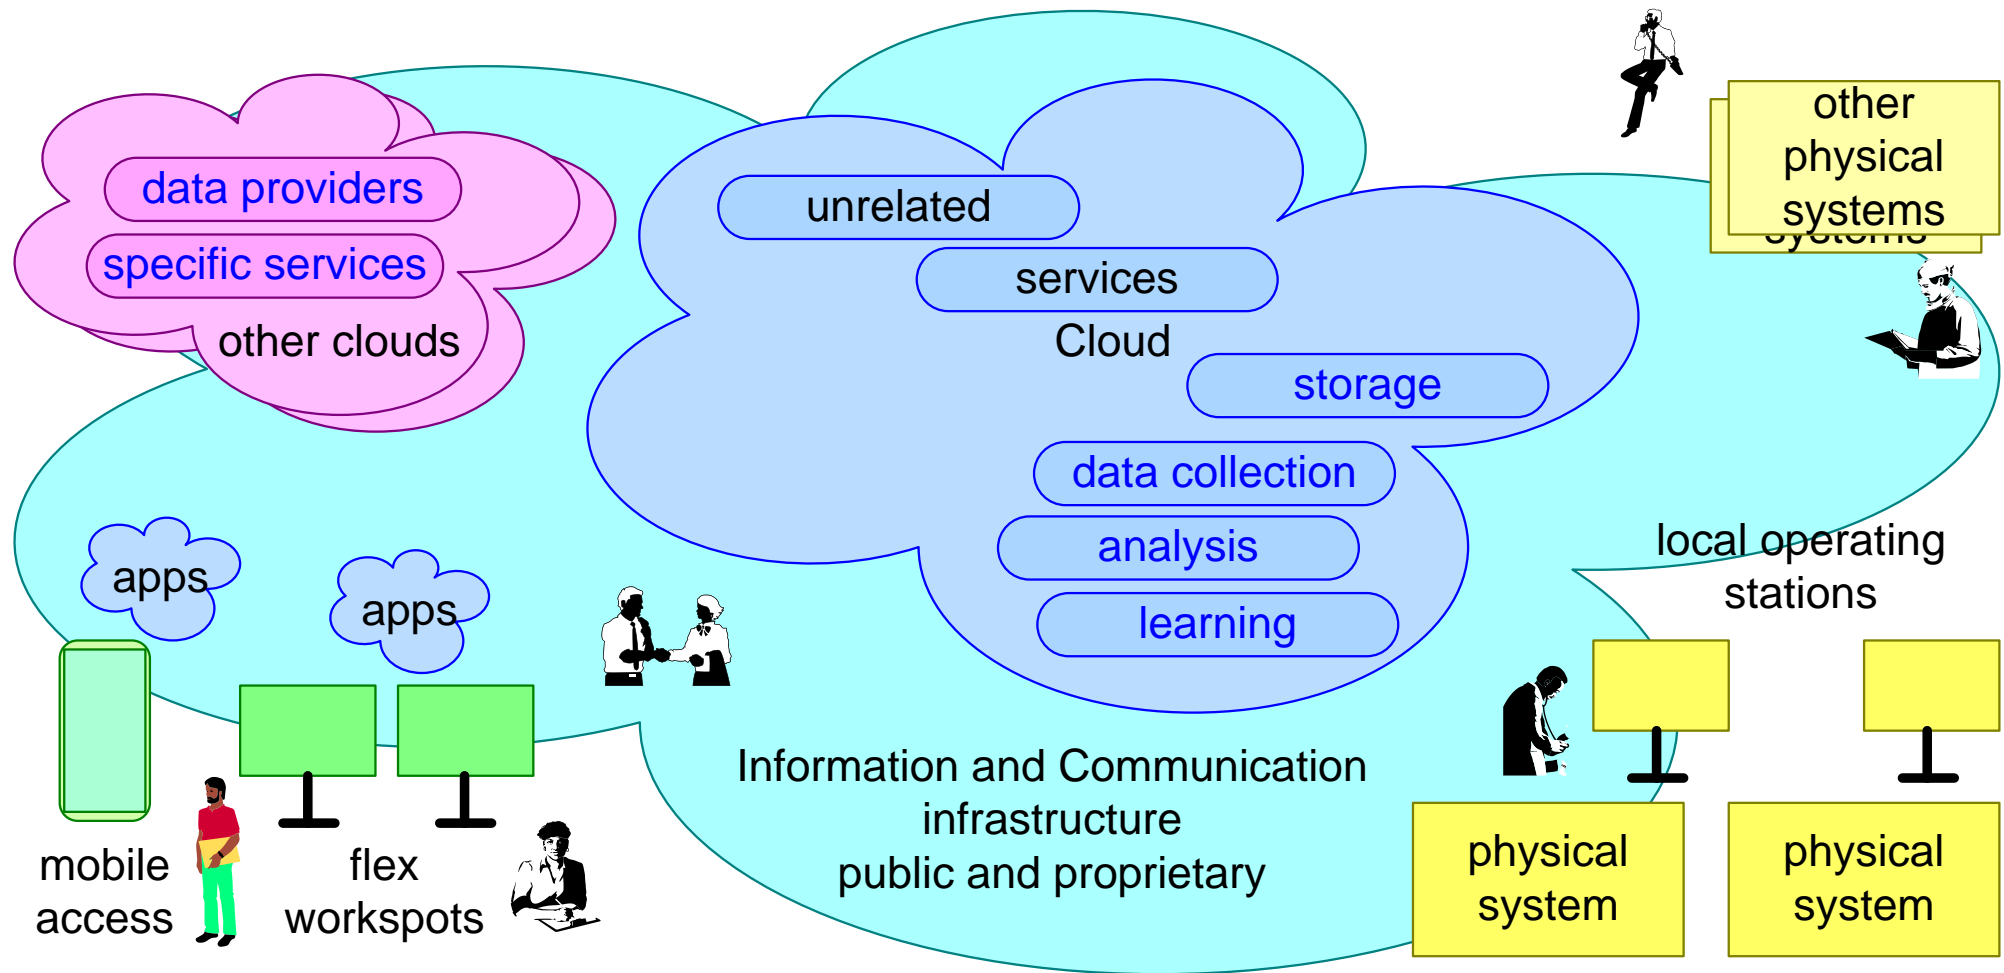 data providers
specific services
other clouds
unrelated
services
Cloud
storage
data collection
analysis
learning
other
physical
systems
systems
apps
apps
local operating
stations
Information and Communication
infrastructure
public and proprietary
mobile
access
flex
workspots
physical
system
physical
system